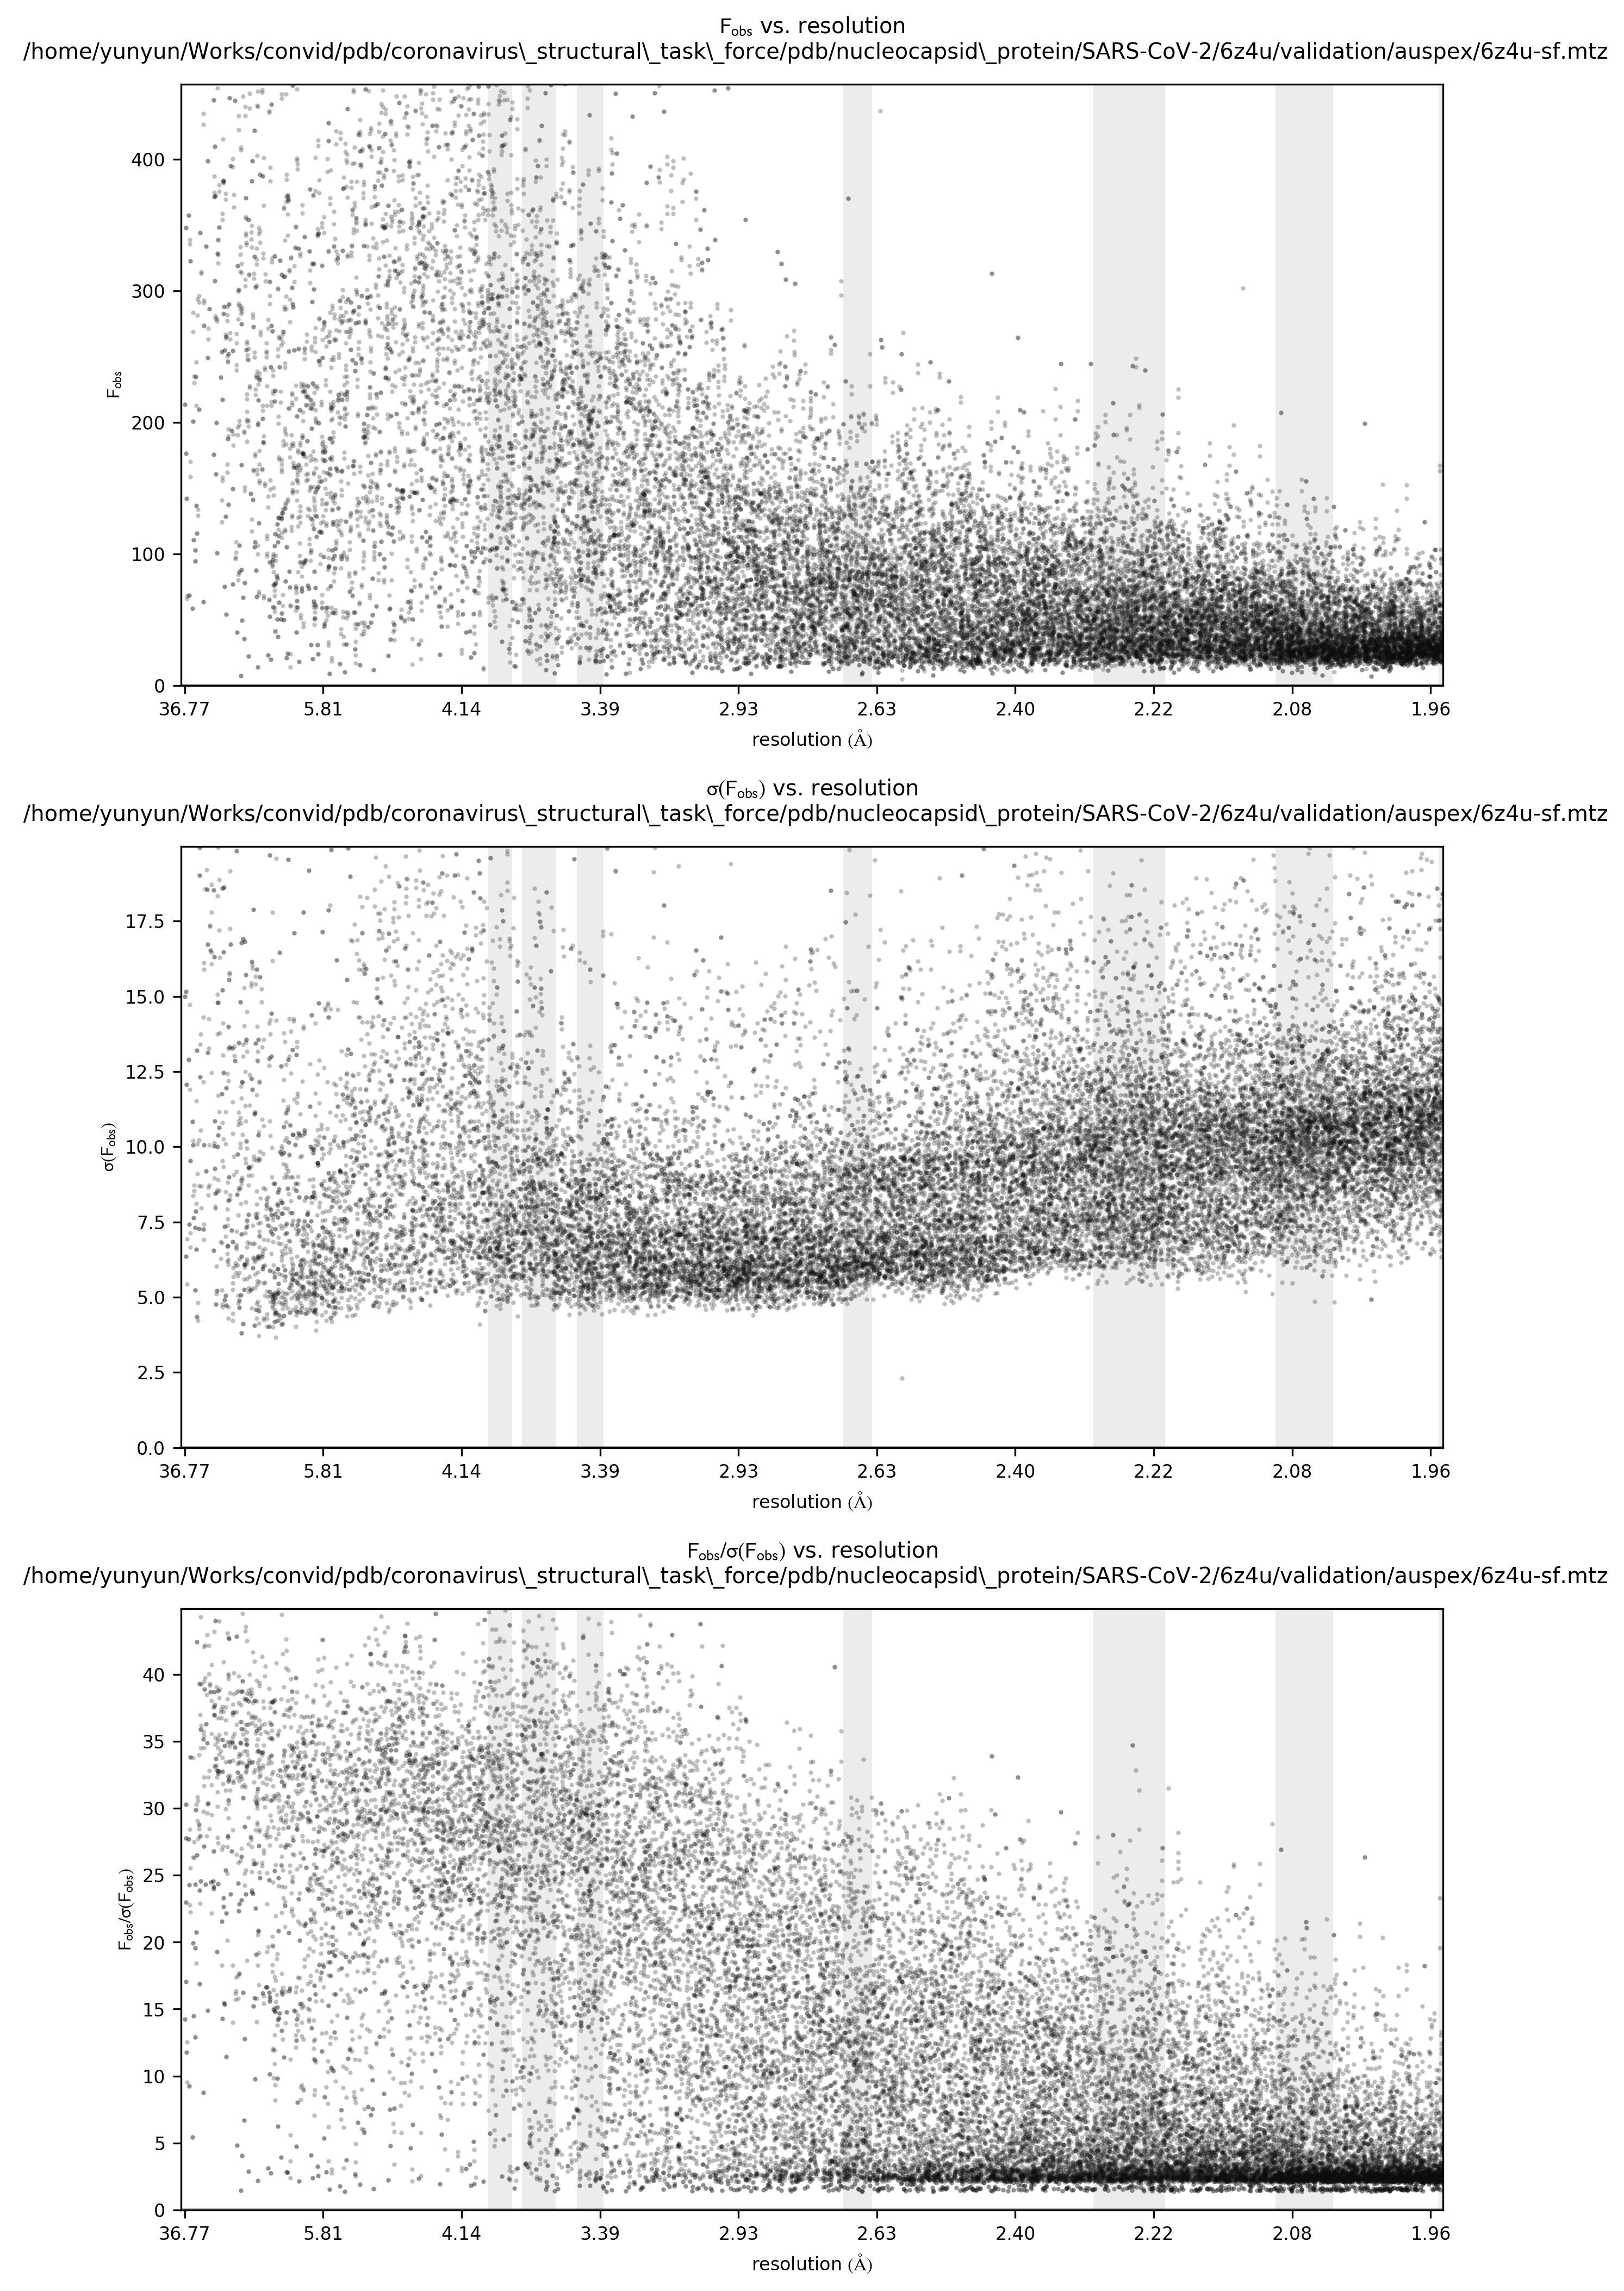 Fobs vs. resolution
/home/yunyun/Works/convid/pdb/coronavirus\_structural\_task\_force/pdb/nucleocapsid\_protein/SARS-CoV-2/6z4u/validation/auspex/6z4u-sf.mtz
400
300
200
100
0
Fobs
36.77 5.81 4.14 3.39 2.93 2.63 2.40 2.22 2.08 1.96
resolution (Å)
σ(Fobs) vs. resolution
/home/yunyun/Works/convid/pdb/coronavirus\_structural\_task\_force/pdb/nucleocapsid\_protein/SARS-CoV-2/6z4u/validation/auspex/6z4u-sf.mtz
17.5
15.0
12.5
10.0
7.5
5.0
2.5
0.0
σ(Fobs)
36.77 5.81 4.14 3.39 2.93 2.63 2.40 2.22 2.08 1.96
resolution (Å)
Fobs/σ(Fobs) vs. resolution
/home/yunyun/Works/convid/pdb/coronavirus\_structural\_task\_force/pdb/nucleocapsid\_protein/SARS-CoV-2/6z4u/validation/auspex/6z4u-sf.mtz
40
35
30
25
20
15
10
5
0
Fobs/σ(Fobs)
36.77 5.81 4.14 3.39 2.93 2.63 2.40 2.22 2.08 1.96
resolution (Å)